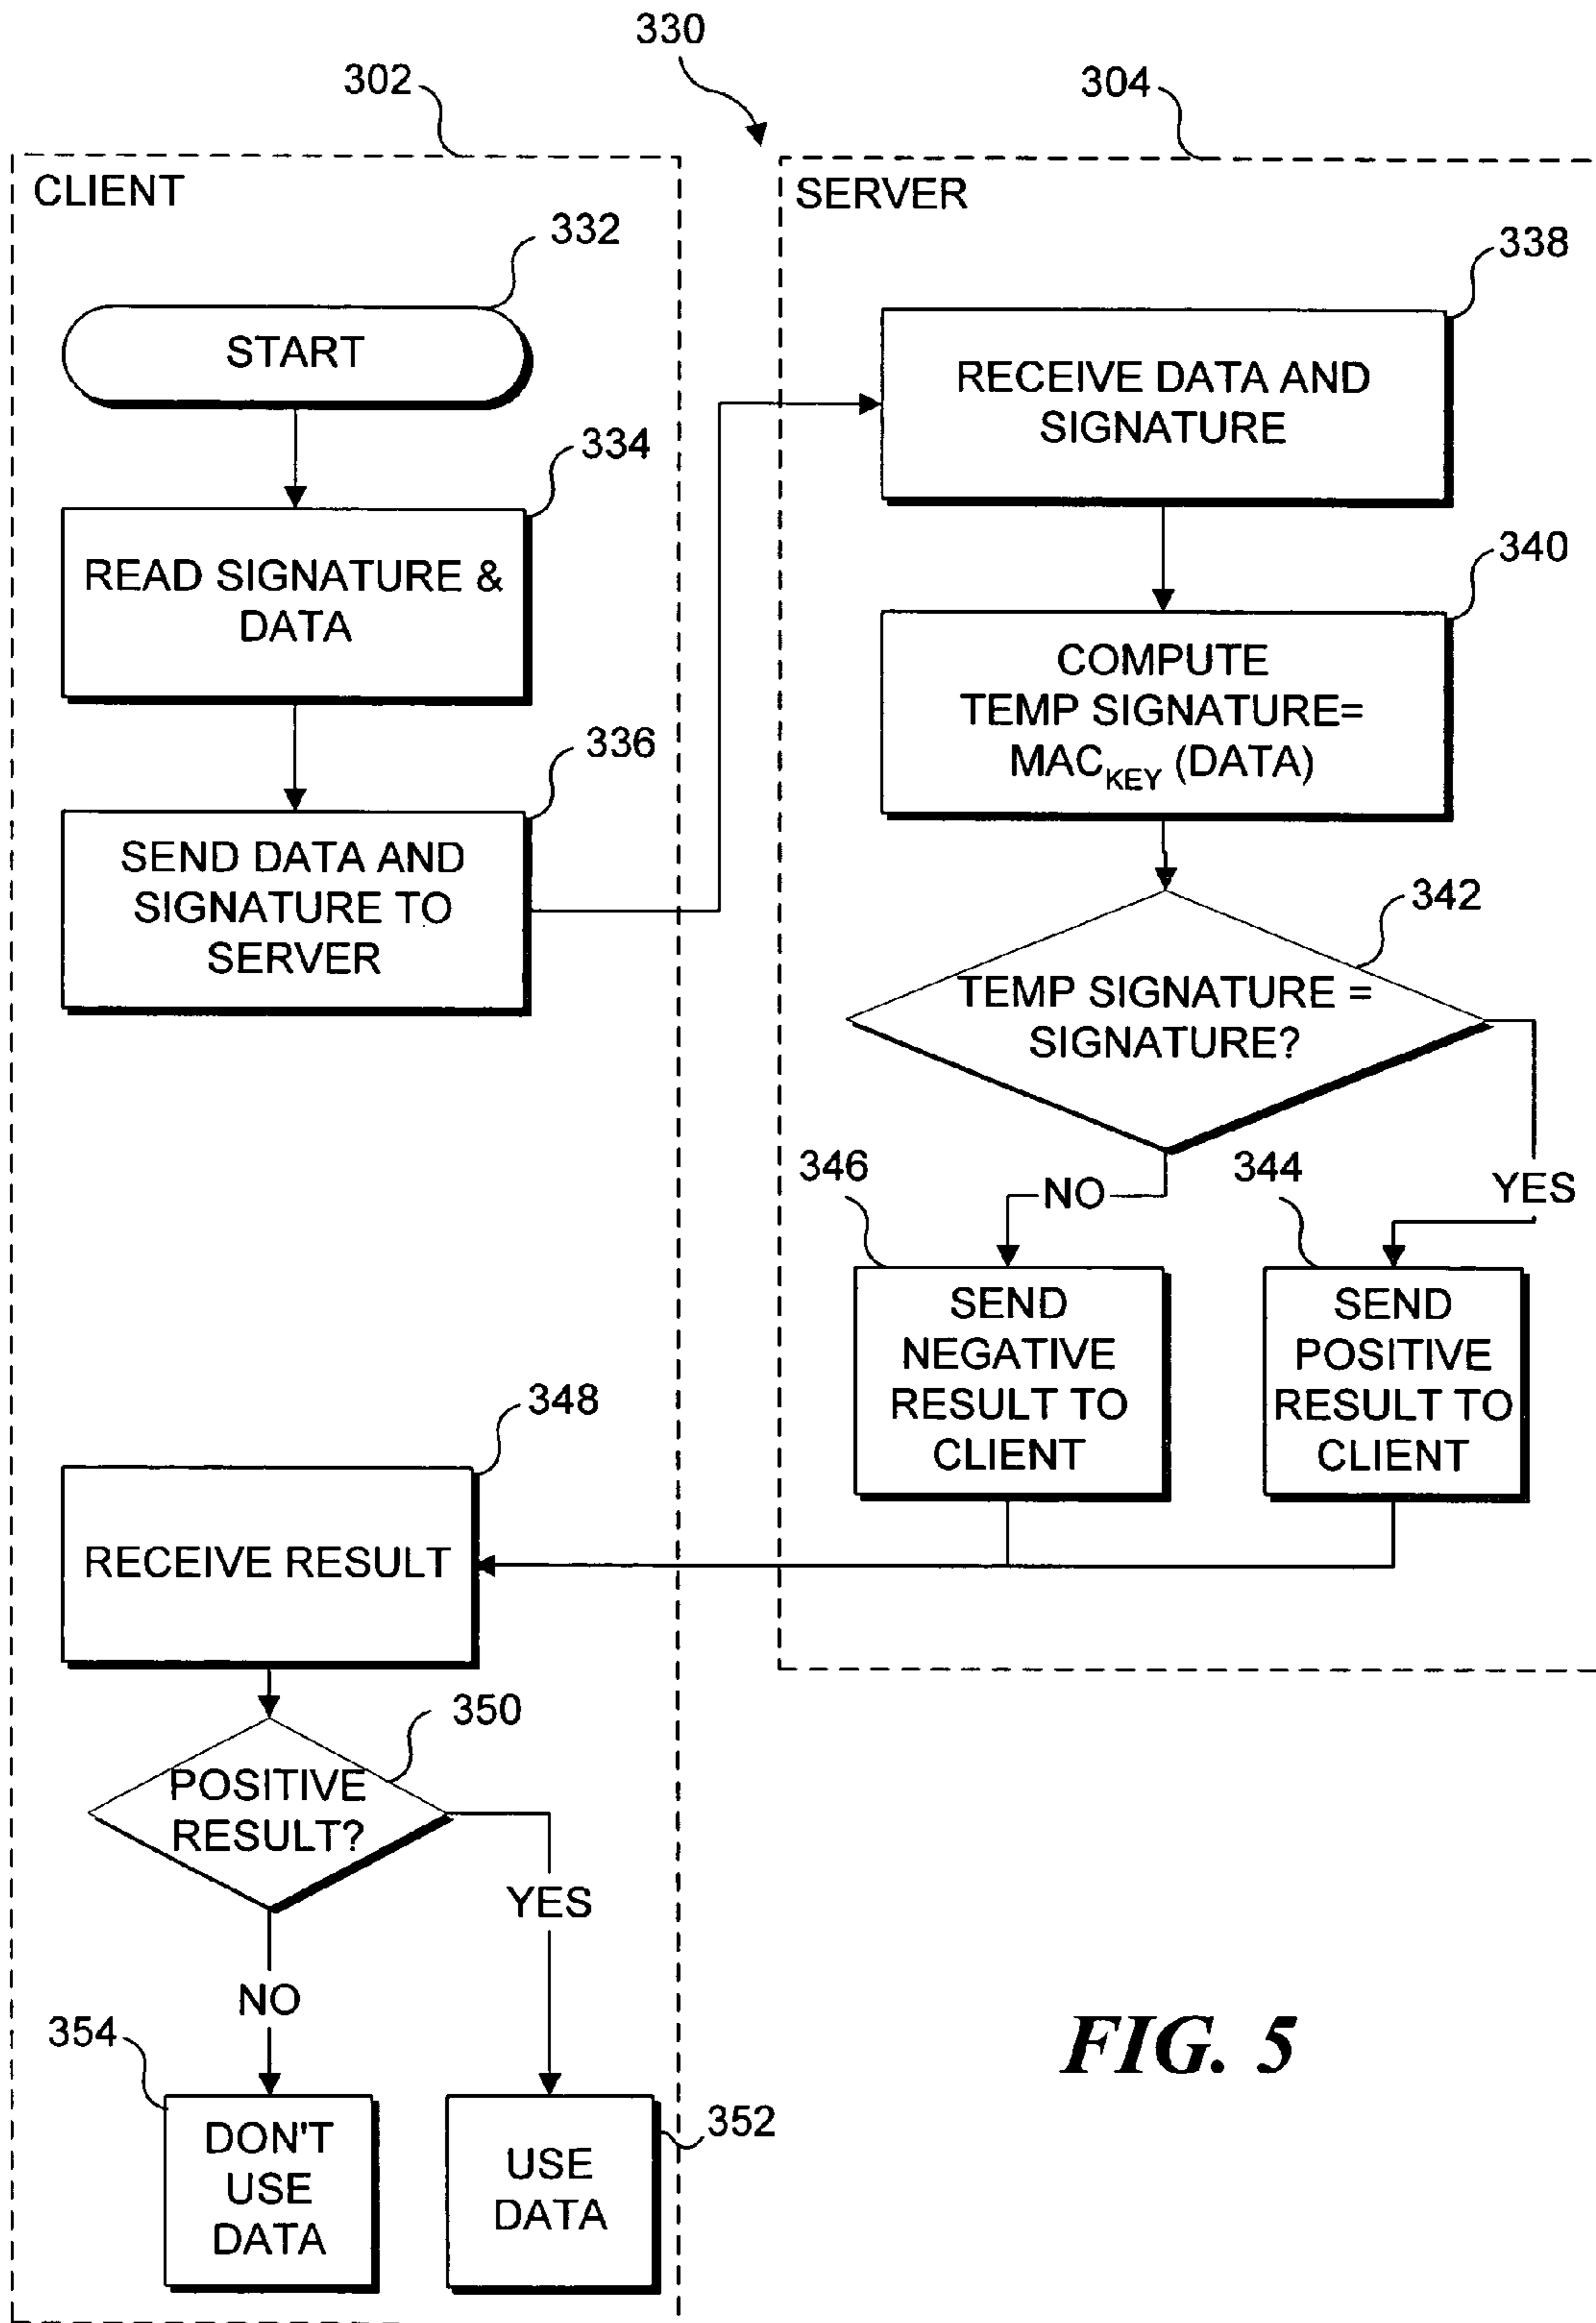 330
302
304
CLIENT
332
START
334
READ SIGNATURE &
DATA
336
SEND DATA AND
SIGNATURE TO
SERVER
SERVER
338
RECEIVE DATA AND
SIGNATURE
340
COMPUTE
TEMP SIGNATURE=
MAC_KEY (DATA)
342
TEMP SIGNATURE =
SIGNATURE?
346
NO
344
YES
SEND
NEGATIVE
RESULT TO
CLIENT
SEND
POSITIVE
RESULT TO
CLIENT
348
RECEIVE RESULT
350
POSITIVE
RESULT?
YES
NO
354
DON'T
USE
DATA
352
USE
DATA
FIG. 5